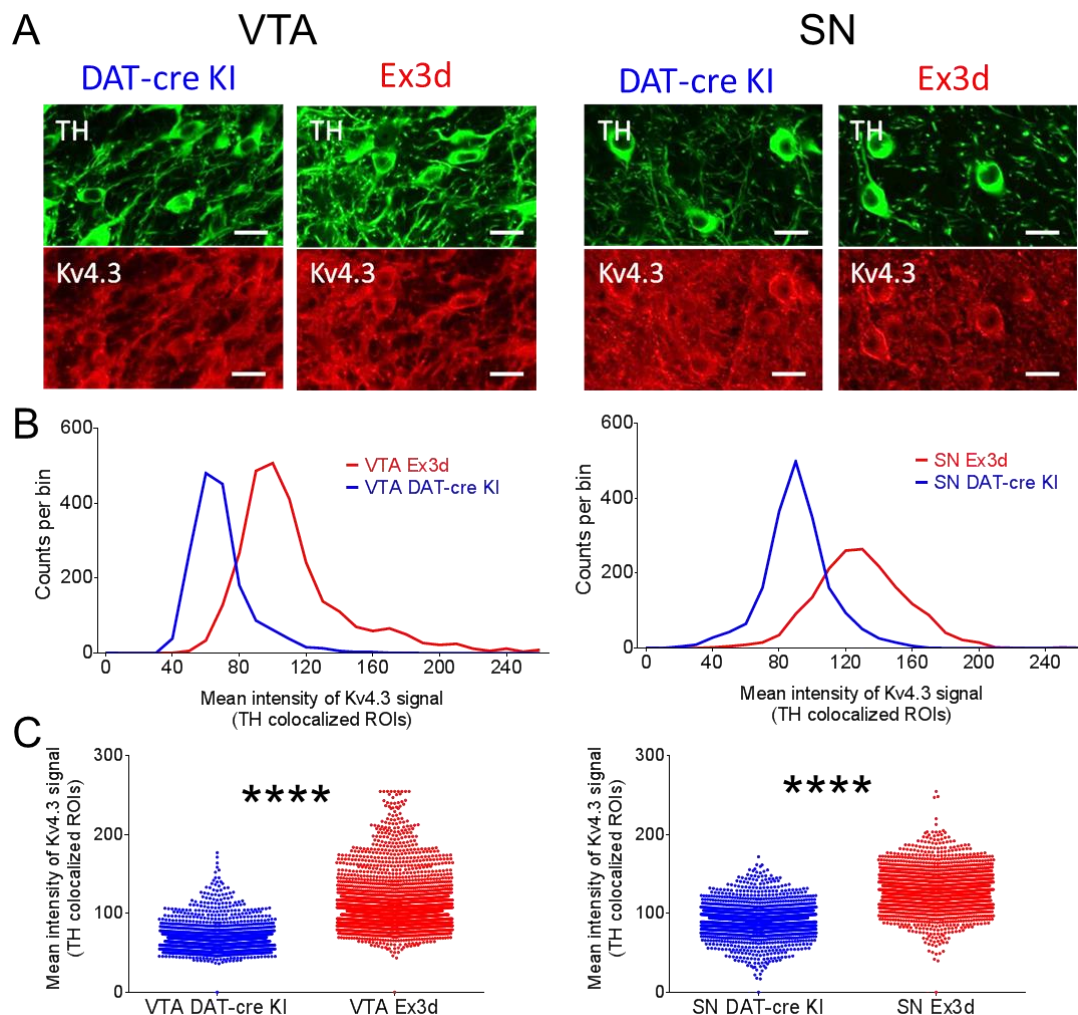 A
VTA
SN
DAT-cre KI
Ex3d
DAT-cre KI
Ex3d
TH
TH
TH
TH
Kv4.3
Kv4.3
Kv4.3
Kv4.3
B
600
400
200
0
Counts per bin
VTA Ex3d
VTA DAT-cre KI
0 40 80 120 160 200 240
Mean intensity of Kv4.3 signal
(TH colocalized ROIs)
600
400
200
0
Counts per bin
SN Ex3d
SN DAT-cre KI
0 40 80 120 160 200 240
Mean intensity of Kv4.3 signal
(TH colocalized ROIs)
C
300
200
100
0
Mean intensity of Kv4.3 signal
(TH colocalized ROIs)
****
VTA DAT-cre KI
VTA Ex3d
300
200
100
0
Mean intensity of Kv4.3 signal
(TH colocalized ROIs)
****
SN DAT-cre KI
SN Ex3d